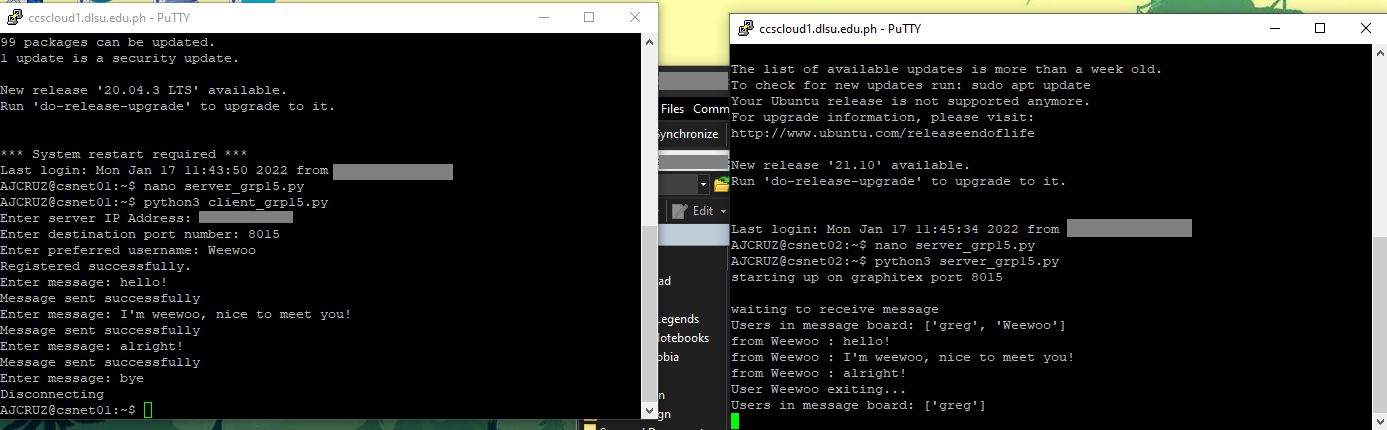 ccscloud1.dlsu.edu.ph - PuTTY
99 packages can be updated.
1 update is a security update.
New release '20.04.3 LTS' available.
Run 'do-release-upgrade' to upgrade to it.
*** System restart required ***
Last login: Mon Jan 17 11:43:50 2022 from
AJCRUZ@csnet01:~$ nano server_grp15.py
AJCRUZ@csnet01:~$ python3 client_grp15.py
Enter server IP Address:
Enter destination port number: 8015
Enter preferred username: Weewoo
Registered successfully.
Enter message: hello!
Message sent successfully
Enter message: I'm weewoo, nice to meet you!
Message sent successfully
Enter message: alright!
Message sent successfully
Enter message: bye
Disconnecting
AJCRUZ@csnet01:~$
Files Comm
Synchronize
Edit
ad
Legends
otebooks
obia
n
gn
ccscloud1.dlsu.edu.ph - PuTTY
The list of available updates is more than a week old.
To check for new updates run: sudo apt update
Your Ubuntu release is not supported anymore.
For upgrade information, please visit:
http://www.ubuntu.com/releaseendoflife
New release '21.10' available.
Run 'do-release-upgrade' to upgrade to it.
Last login: Mon Jan 17 11:45:34 2022 from
AJCRUZ@csnet02:~$ nano server_grp15.py
AJCRUZ@csnet02:~$ python3 server_grp15.py
starting up on graphitex port 8015
waiting to receive message
Users in message board: ['greg', 'Weewoo']
from Weewoo : hello!
from Weewoo : I'm weewoo, nice to meet you!
from Weewoo : alright!
User Weewoo exiting...
Users in message board: ['greg']